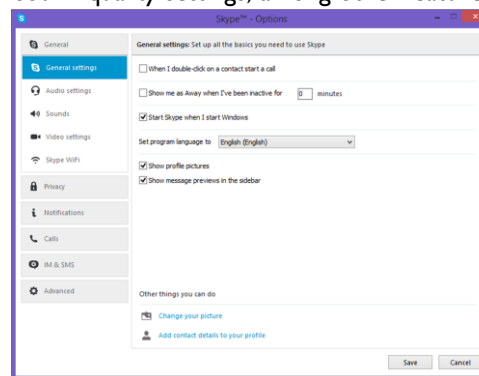 Skype™ - Options
General
General settings
Audio settings
Sounds
Video settings
Skype WiFi
Privacy
Notifications
Calls
IM & SMS
Advanced
General settings: Set up all the basics you need to use Skype
When I double-click on a contact start a call
Show me as Away when I've been inactive for 0 minutes
Start Skype when I start Windows
Set program language to English (English)
Show profile pictures
Show message previews in the sidebar
Other things you can do
Change your picture
Add contact details to your profile
Save Cancel